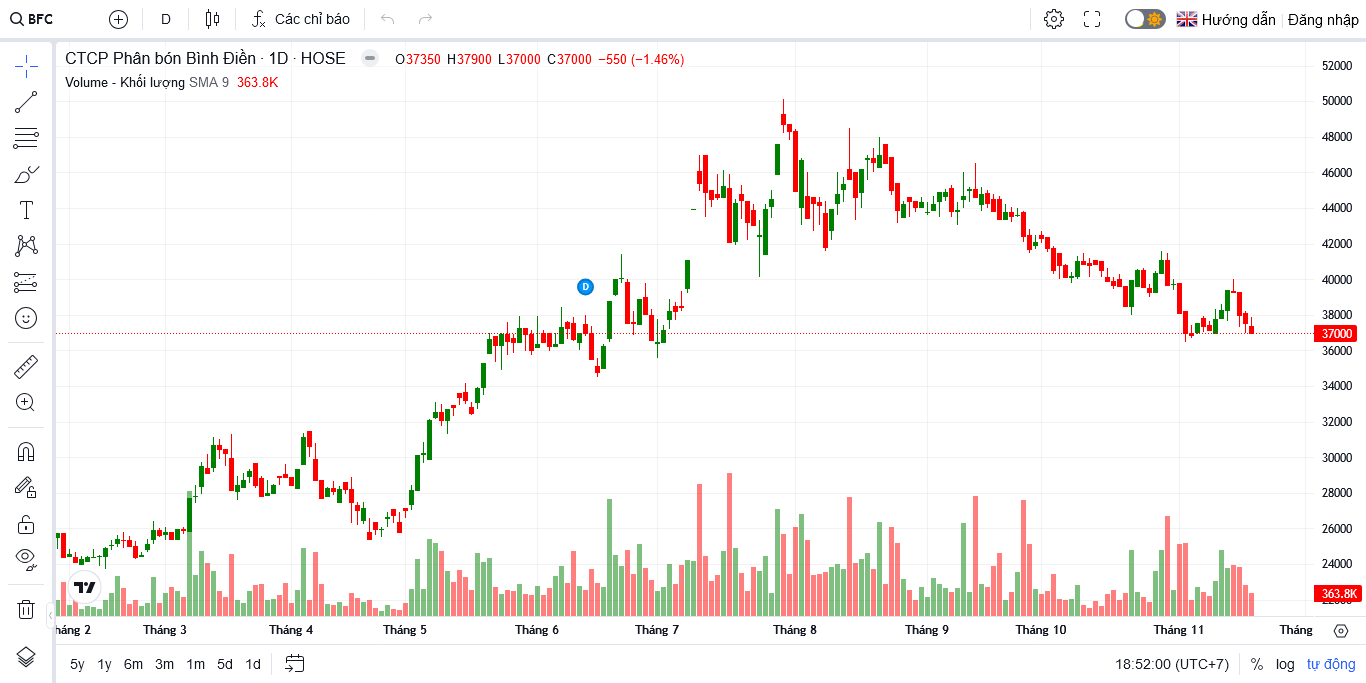 BFC
D
Các chỉ báo
Hướng dẫn
Đăng nhập
CTCP Phân bón Bình Điền · 1D · HOSE
O37350 H37900 L37000 C37000 −550 (−1.46%)
Volume - Khối lượng SMA 9 363.8K
52000
50000
48000
46000
44000
42000
40000
38000
37000
36000
34000
32000
30000
28000
26000
24000
363.8K
D
háng 2
Tháng 3
Tháng 4
Tháng 5
Tháng 6
Tháng 7
Tháng 8
Tháng 9
Tháng 10
Tháng 11
Tháng
5y 1y 6m 3m 1m 5d 1d
18:52:00 (UTC+7)
%
log
tự động